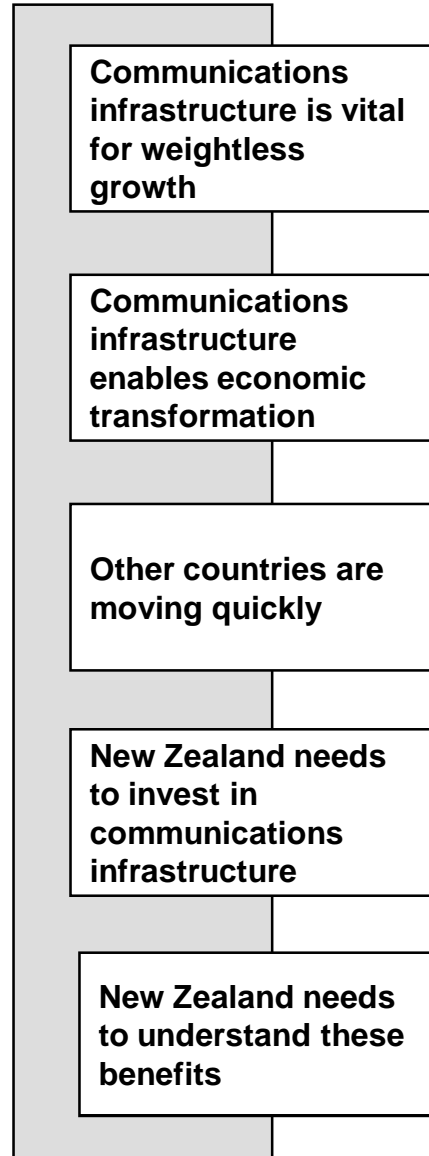 Communications
infrastructure is vital
for weightless
growth
Communications
infrastructure
enables economic
transformation
Other countries are
moving quickly
New Zealand needs
to invest in
communications
infrastructure
New Zealand needs
to understand these
benefits